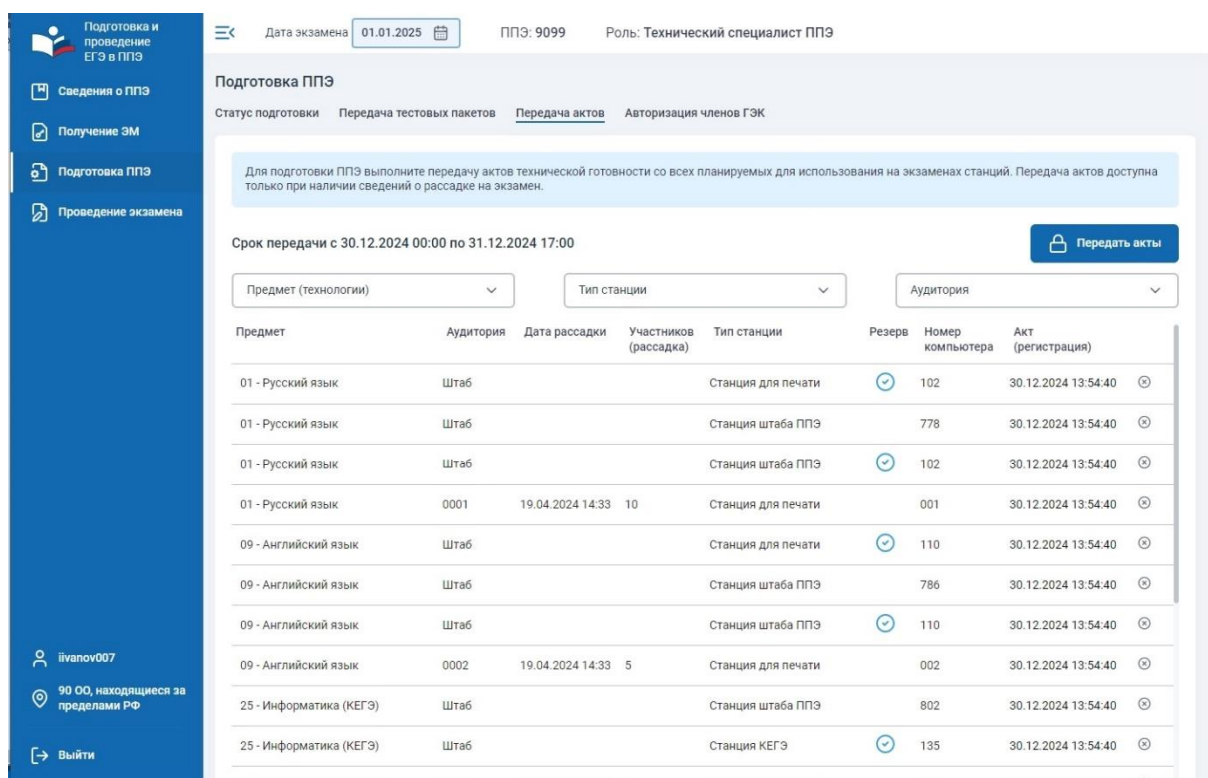 Подготовка и
проведение
ЕГЭ в ППЭ
Сведения о ППЭ
Получение ЭМ
Подготовка ППЭ
Проведение экзамена
iivanov007
90 ОО, находящиеся за
пределами РФ
Выйти
Дата экзамена 01.01.2025 ППЭ: 9099 Роль: Технический специалист ППЭ
Подготовка ППЭ
Статус подготовки Передача тестовых пакетов Передача актов Авторизация членов ГЭК
Для подготовки ППЭ выполните передачу актов технической готовности со всех планируемых для использования на экзаменах станций. Передача актов доступна
только при наличии сведений о рассадке на экзамен.
Срок передачи с 30.12.2024 00:00 по 31.12.2024 17:00 Передать акты
Предмет (технологии) Тип станции Аудитория
Предмет Аудитория Дата рассадки Участников Тип станции Резерв Номер Акт
(рассадка) компьютера (регистрация)
01 - Русский язык Штаб Станция для печати 102 30.12.2024 13:54:40
01 - Русский язык Штаб Станция штаба ППЭ 778 30.12.2024 13:54:40
01 - Русский язык Штаб Станция штаба ППЭ 102 30.12.2024 13:54:40
01 - Русский язык 0001 19.04.2024 14:33 10 Станция для печати 001 30.12.2024 13:54:40
09 - Английский язык Штаб Станция для печати 110 30.12.2024 13:54:40
09 - Английский язык Штаб Станция штаба ППЭ 786 30.12.2024 13:54:40
09 - Английский язык Штаб Станция штаба ППЭ 110 30.12.2024 13:54:40
09 - Английский язык 0002 19.04.2024 14:33 5 Станция для печати 002 30.12.2024 13:54:40
25 - Информатика (КЕГЭ) Штаб Станция штаба ППЭ 802 30.12.2024 13:54:40
25 - Информатика (КЕГЭ) Штаб Станция КЕГЭ 135 30.12.2024 13:54:40